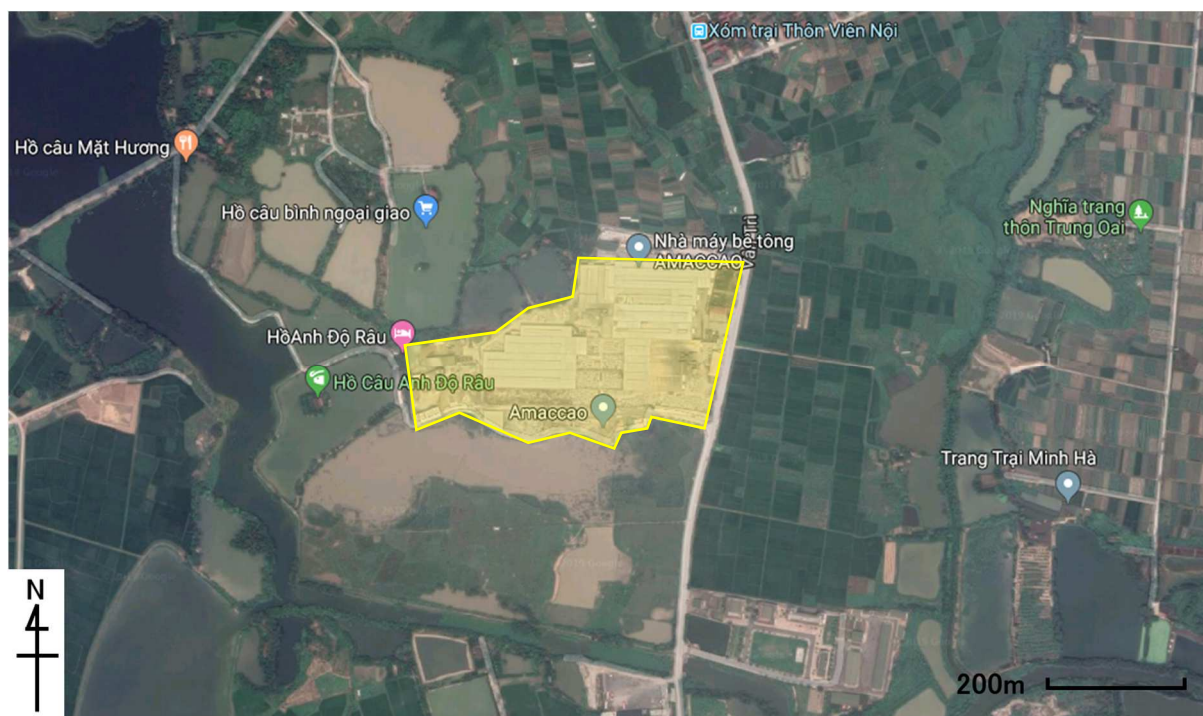 Xóm trại Thôn Viên Nội
Hồ câu Mặt Hương
Hồ câu bình ngoại giao
Nghĩa trang
thôn Trung Oai
Nhà máy bê tông
AMACCAO
Vân Trì
HồAnh Độ Râu
Hồ Câu Anh Độ Râu
Amaccao
Trang Trại Minh Hà
N
200m